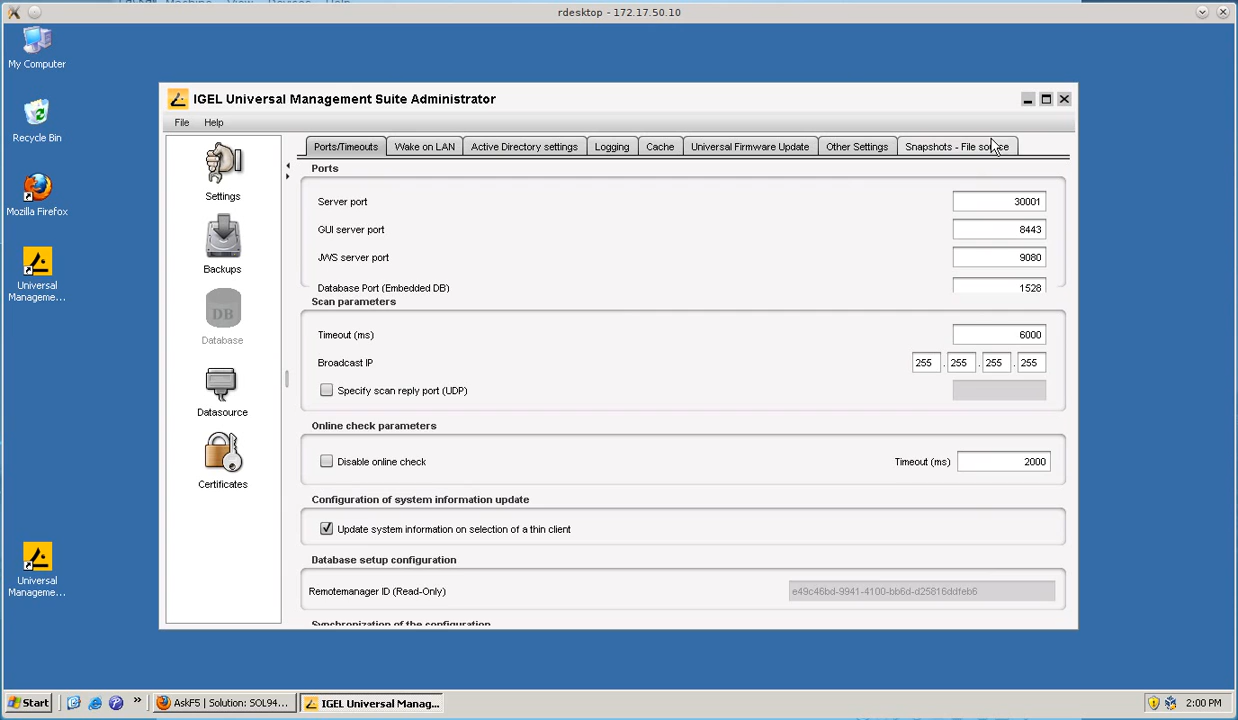 rdesktop - 172.17.50.10
My Computer
Recycle Bin
Mozilla Firefox
Universal
Manageme...
Universal
Manageme...
IGEL Universal Management Suite Administrator
File Help
Settings
Backups
DB
Database
Datasource
Certificates
Ports/Timeouts Wake on LAN Active Directory settings Logging Cache Universal Firmware Update Other Settings Snapshots - File source
Ports
Server port 30001
GUI server port 8443
JWS server port 9080
Database Port (Embedded DB) 1528
Scan parameters
Timeout (ms) 6000
Broadcast IP 255 . 255 . 255 . 255
Specify scan reply port (UDP)
Online check parameters
Disable online check Timeout (ms) 2000
Configuration of system information update
Update system information on selection of a thin client
Database setup configuration
Remotemanager ID (Read-Only) e49c46bd-9941-4100-bb6d-d25816ddfeb6
Synchronization of the configuration
Start » AskF5 | Solution: SOL94... IGEL Universal Manag... 2:00 PM